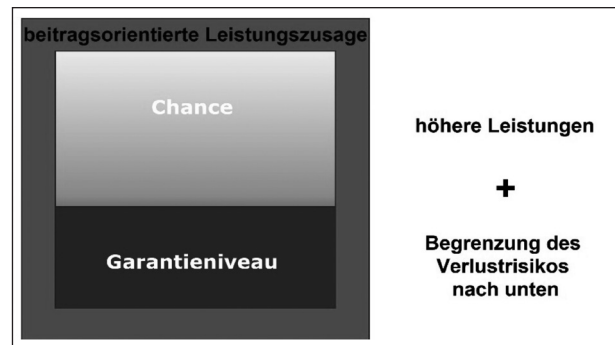 beitragsorientierte Leistungszusage
Chance
Garantieniveau
höhere Leistungen
+
Begrenzung des
Verlustrisikos
nach unten